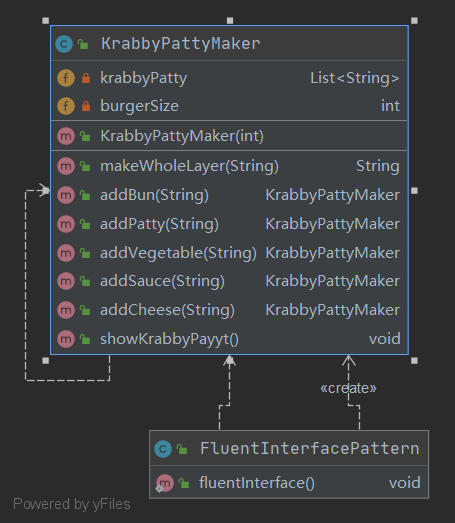 KrabbyPattyMaker
krabbyPatty List<String>
burgerSize int
KrabbyPattyMaker(int)
makeWholeLayer(String) String
addBun(String) KrabbyPattyMaker
addPatty(String) KrabbyPattyMaker
addVegetable(String) KrabbyPattyMaker
addSauce(String) KrabbyPattyMaker
addCheese(String) KrabbyPattyMaker
showKrabbyPayyt() void
«create»
FluentInterfacePattern
fluentInterface() void
Powered by yFiles